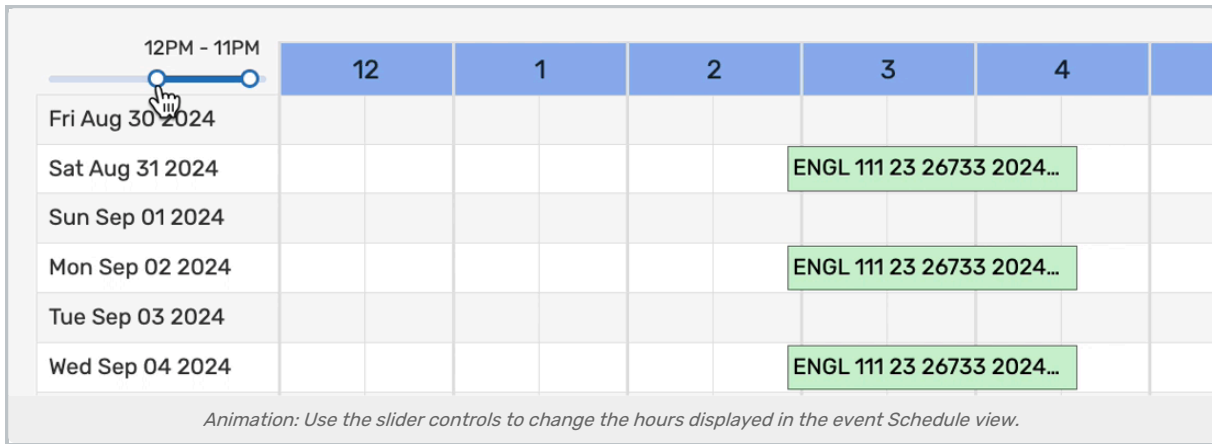 12PM - 11PM
12 1 2 3 4
Fri Aug 30 2024
Sat Aug 31 2024 ENGL 111 23 26733 2024...
Sun Sep 01 2024
Mon Sep 02 2024 ENGL 111 23 26733 2024...
Tue Sep 03 2024
Wed Sep 04 2024 ENGL 111 23 26733 2024...
Animation: Use the slider controls to change the hours displayed in the event Schedule view.